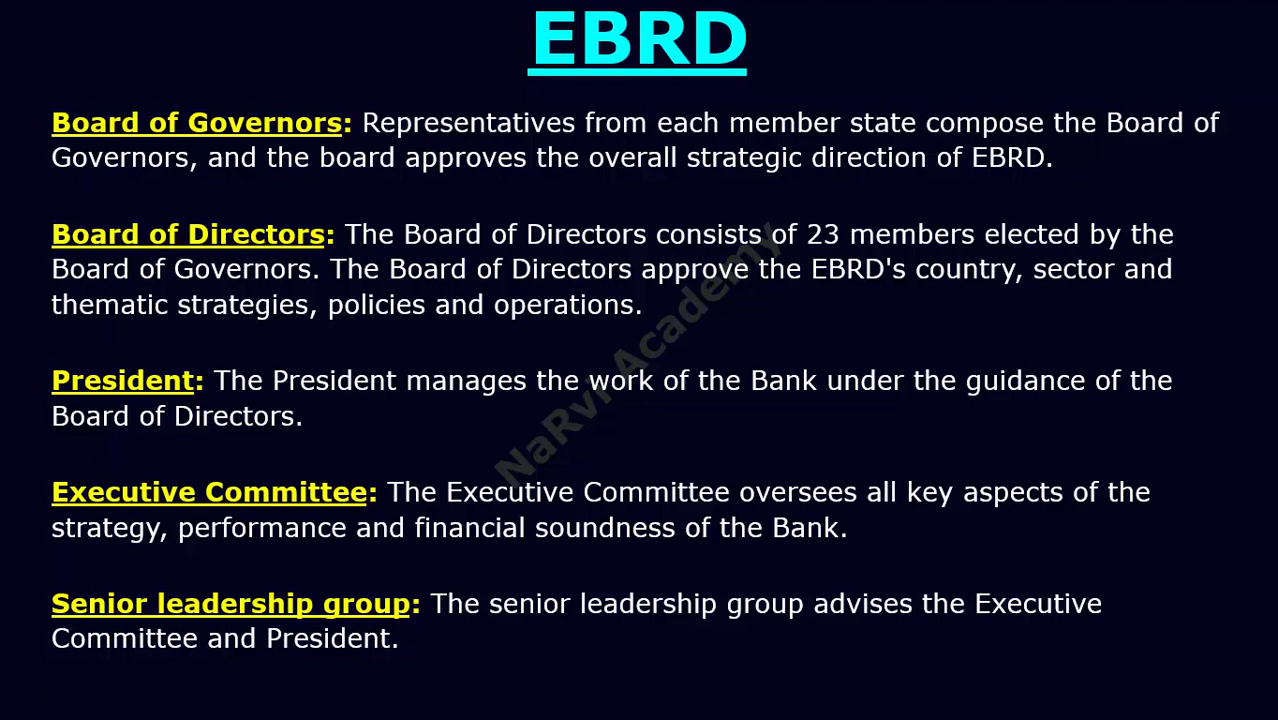 EBRD
Board of Governors: Representatives from each member state compose the Board of
Governors, and the board approves the overall strategic direction of EBRD.
Board of Directors: The Board of Directors consists of 23 members elected by the
Board of Governors. The Board of Directors approve the EBRD's country, sector and
thematic strategies, policies and operations.
President: The President manages the work of the Bank under the guidance of the
Board of Directors.
Executive Committee: The Executive Committee oversees all key aspects of the
strategy, performance and financial soundness of the Bank.
Senior leadership group: The senior leadership group advises the Executive
Committee and President.
NaRvi Academy